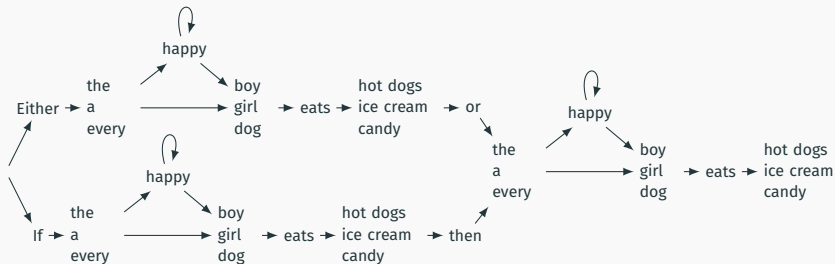 happy
the
a
every
boy
girl
dog
Either
eats
hot dogs
ice cream
candy
or
happy
the
a
every
boy
girl
dog
If
eats
hot dogs
ice cream
candy
then
the
a
every
happy
boy
girl
dog
eats
hot dogs
ice cream
candy